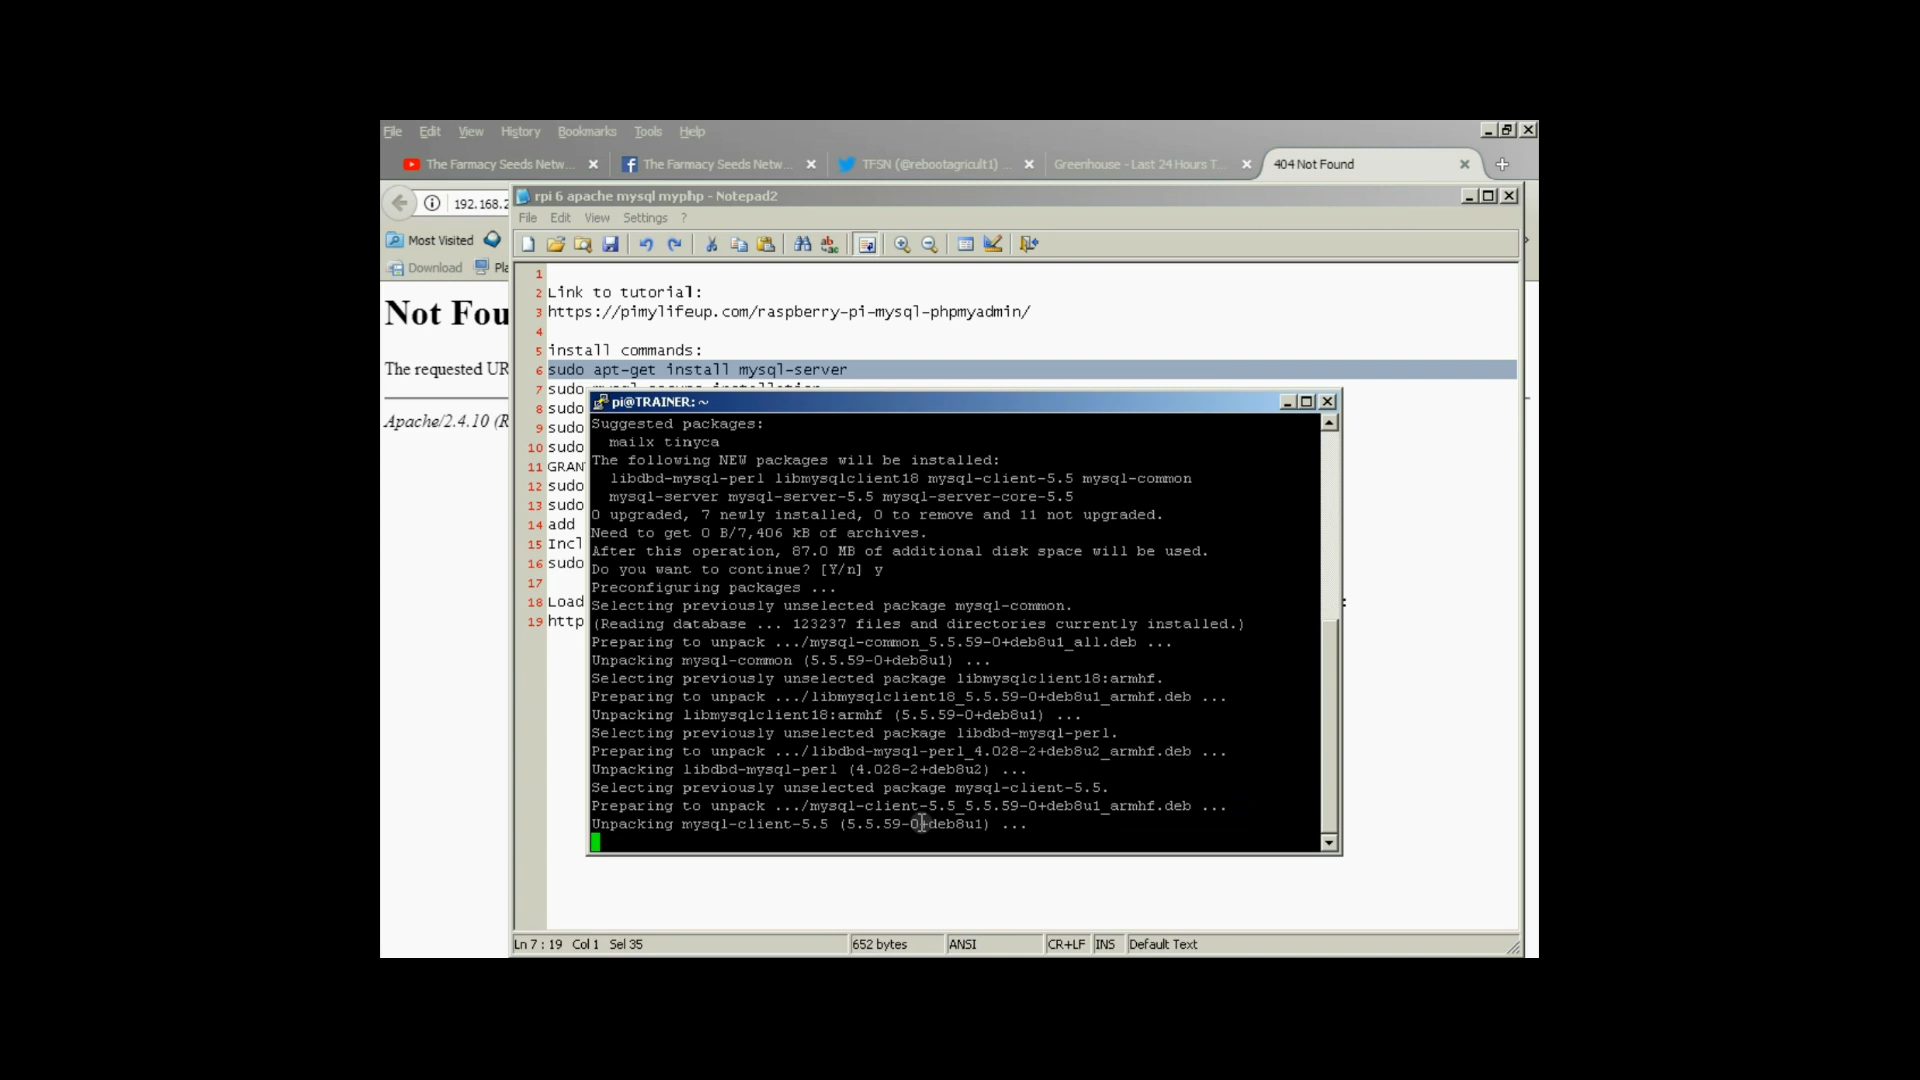 File Edit View History Bookmarks Tools Help
The Farmacy Seeds Netw...
The Farmacy Seeds Netw...
TFSN (@rebootagricult1) ...
Greenhouse - Last 24 Hours T...
404 Not Found
192.168.2
Most Visited
Download
Pla
Not Fou
The requested UR
Apache/2.4.10 (R
rpi 6 apache mysql myphp - Notepad2
File Edit View Settings ?
1
2 Link to tutorial:
3 https://pimylifeup.com/raspberry-pi-mysql-phpmyadmin/
4
5 install commands:
6 sudo apt-get install mysql-server
7 sudo
8 sudo
9 sudo
10 sudo
11 GRAN
12 sudo
13 sudo
14 add
15 Incl
16 sudo
17
18 Load
19 http
pi@TRAINER: ~
Suggested packages:
mailx tinyca
The following NEW packages will be installed:
libdbd-mysql-perl libmysqlclient18 mysql-client-5.5 mysql-common
mysql-server mysql-server-5.5 mysql-server-core-5.5
0 upgraded, 7 newly installed, 0 to remove and 11 not upgraded.
Need to get 0 B/7,406 kB of archives.
After this operation, 87.0 MB of additional disk space will be used.
Do you want to continue? [Y/n] y
Preconfiguring packages ...
Selecting previously unselected package mysql-common.
(Reading database ... 123237 files and directories currently installed.)
Preparing to unpack .../mysql-common_5.5.59-0+deb8u1_all.deb ...
Unpacking mysql-common (5.5.59-0+deb8u1) ...
Selecting previously unselected package libmysqlclient18:armhf.
Preparing to unpack .../libmysqlclient18_5.5.59-0+deb8u1_armhf.deb ...
Unpacking libmysqlclient18:armhf (5.5.59-0+deb8u1) ...
Selecting previously unselected package libdbd-mysql-perl.
Preparing to unpack .../libdbd-mysql-perl_4.028-2+deb8u2_armhf.deb ...
Unpacking libdbd-mysql-perl (4.028-2+deb8u2) ...
Selecting previously unselected package mysql-client-5.5.
Preparing to unpack .../mysql-client-5.5_5.5.59-0+deb8u1_armhf.deb ...
Unpacking mysql-client-5.5 (5.5.59-0+deb8u1) ...
Ln 7 : 19 Col 1 Sel 35
652 bytes
ANSI
CR+LF
INS
Default Text